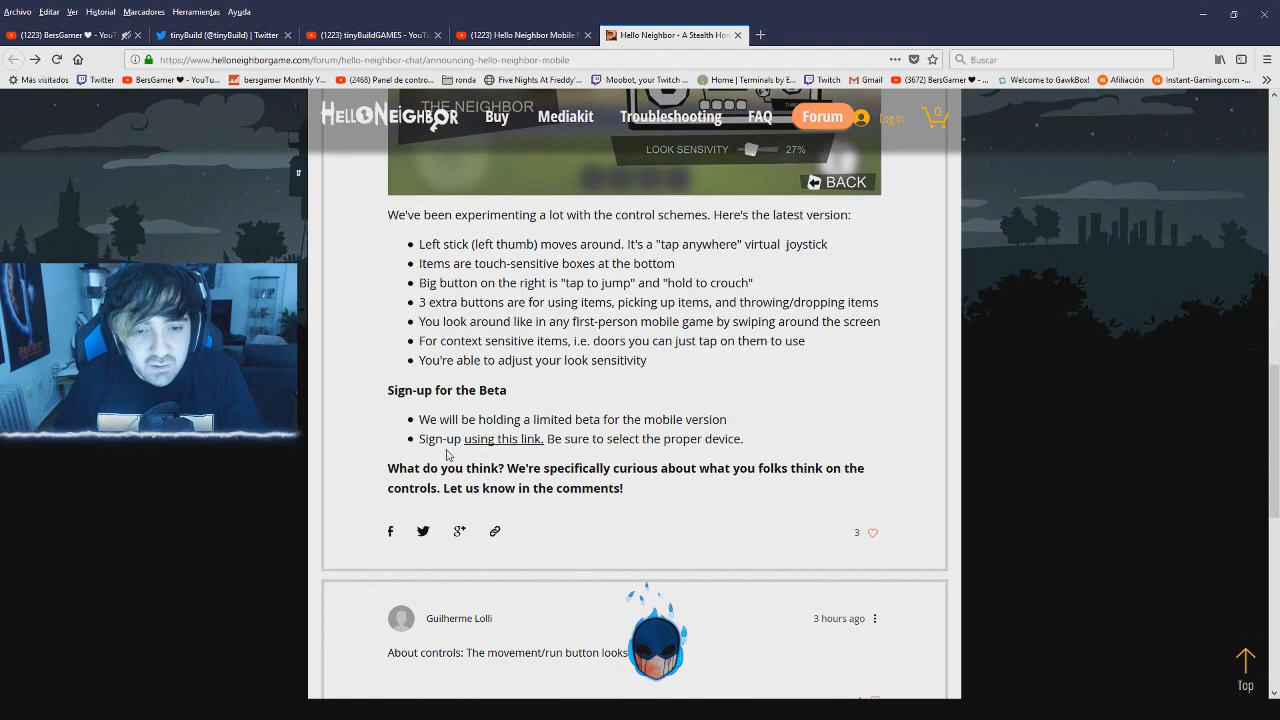 Archivo Editar Ver Historial Marcadores Herramientas Ayuda
(1223) BersGamer ♥ - YouTu
tinyBuild (@tinyBuild) | Twitter
(1223) tinyBuildGAMES - YouT
(1223) Hello Neighbor Mobile
Hello Neighbor - A Stealth Hor
https://www.helloneighborgame.com/forum/hello-neighbor-chat/announcing-hello-neighbor-mobile
Buscar
Más visitados Twitter BersGamer ♥ - YouTu... bersgamer Monthly Y... (2468) Panel de contro... ronda Five Nights At Freddy'... Moobot, your Twitch ... Home | Terminals by E... Twitch Gmail (3672) BersGamer ♥ -... Welcome to GawkBox! Afiliación Instant-Gaming.com - ...
THE NEIGHBOR
HELLO NEIGHBOR Buy Mediakit Troubleshooting FAQ Forum Log In 0
LOOK SENSIVITY 27%
BACK
We've been experimenting a lot with the control schemes. Here's the latest version:
Left stick (left thumb) moves around. It's a "tap anywhere" virtual joystick
Items are touch-sensitive boxes at the bottom
Big button on the right is "tap to jump" and "hold to crouch"
3 extra buttons are for using items, picking up items, and throwing/dropping items
You look around like in any first-person mobile game by swiping around the screen
For context sensitive items, i.e. doors you can just tap on them to use
You're able to adjust your look sensitivity
Sign-up for the Beta
We will be holding a limited beta for the mobile version
Sign-up using this link. Be sure to select the proper device.
What do you think? We're specifically curious about what you folks think on the
controls. Let us know in the comments!
3
Guilherme Lolli 3 hours ago
About controls: The movement/run button looks
Top